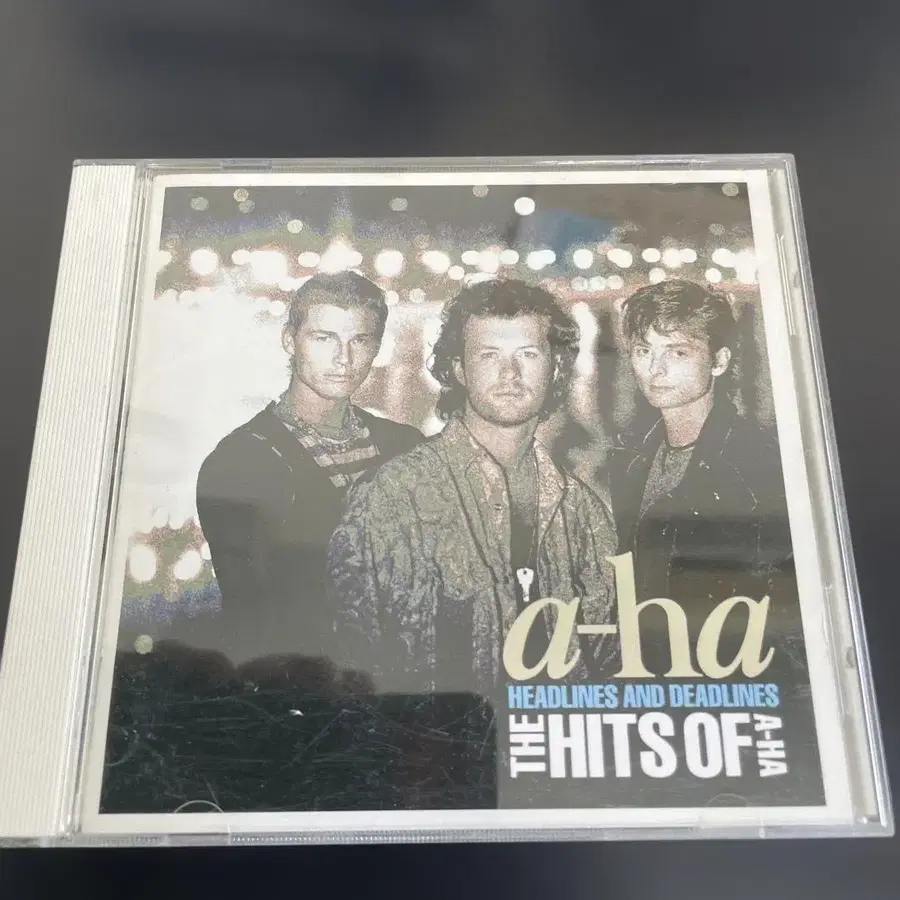 a-ha
HEADLINES AND DEADLINES
THE HITS OF A-HA